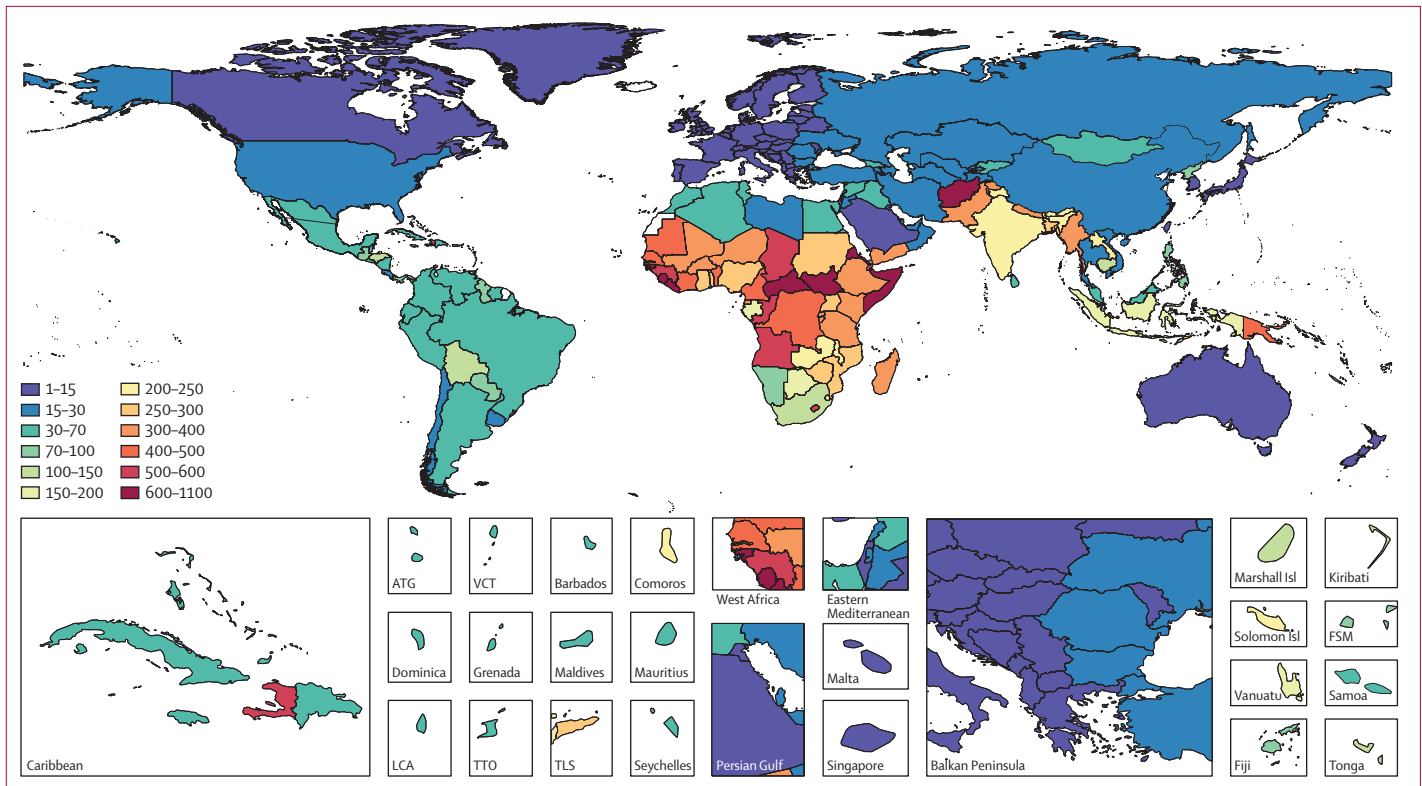 1–15
15–30
30–70
70–100
100–150
150–200
200–250
250–300
300–400
400–500
500–600
600–1100
Caribbean
ATG
VCT
Barbados
Comoros
Dominica
Grenada
Maldives
Mauritius
LCA
TTO
TLS
Seychelles
West Africa
Eastern
Mediterranean
Persian Gulf
Malta
Singapore
Balkan Peninsula
Marshall Isl
Kiribati
Solomon Isl
FSM
Vanuatu
Samoa
Fiji
Tonga